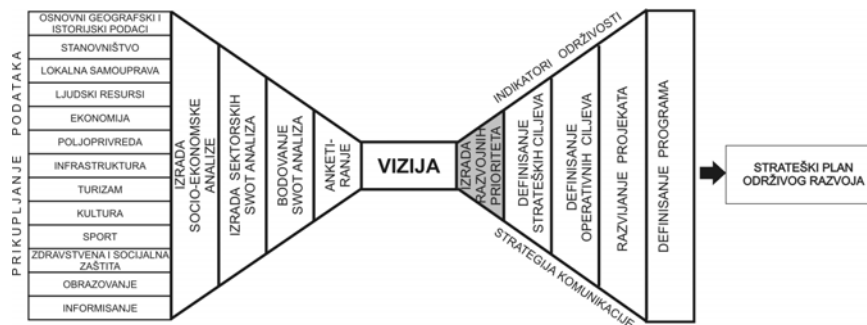 PRIKUPLJANJE PODATAKA
OSNOVNI GEOGRAFSKI I
ISTORIJSKI PODACI
STANOVNIŠTVO
LOKALNA SAMOUPRAVA
LJUDSKI RESURSI
EKONOMIJA
POLJOPRIVREDA
INFRASTRUKTURA
TURIZAM
KULTURA
SPORT
ZDRAVSTVENA I SOCIJALNA
ZAŠTITA
OBRAZOVANJE
INFORMISANJE
IZRADA
SOCIO-EKONOMSKE
ANALIZE
IZRADA SEKTORSKIH
SWOT ANALIZA
BODOVANJE
SWOT ANALIZA
ANKETI-
RANJE
VIZIJA
INDIKATORI ODRŽIVOSTI
IZRADA
RAZVOJNIH
PRIORITETA
DEFINISANJE
STRATEŠKIH CILJEVA
DEFINISANJE
OPERATIVNIH CILJEVA
RAZVIJANJE PROJEKATA
DEFINISANJE PROGRAMA
STRATEGIJA KOMUNIKACIJE
STRATEŠKI PLAN
ODRŽIVOG RAZVOJA